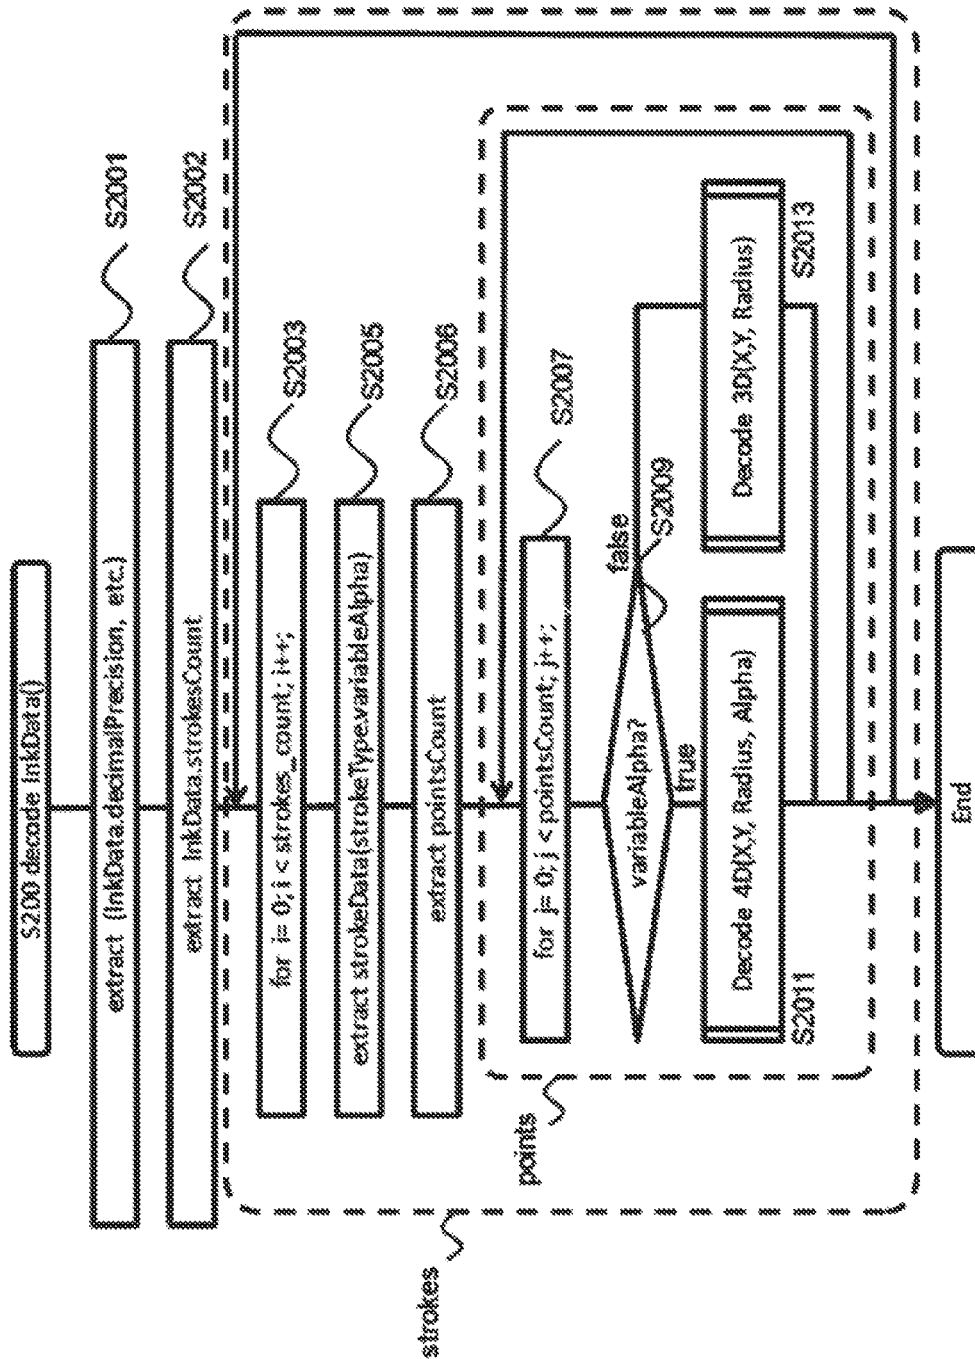 S200 decode InkData()
extract (InkData.decimalPrecision, etc.)
S2001
extract InkData.strokesCount
S2002
for i= 0; i < strokes_count; i++;
S2003
extract strokeData(strokeType.variableAlpha)
S2005
extract pointsCount
S2006
for j= 0; j < pointsCount; j++;
S2007
variableAlpha?
false
S2009
true
Decode 4D(X,Y, Radius, Alpha)
S2011
Decode 3D(X,Y, Radius)
S2013
points
strokes
End